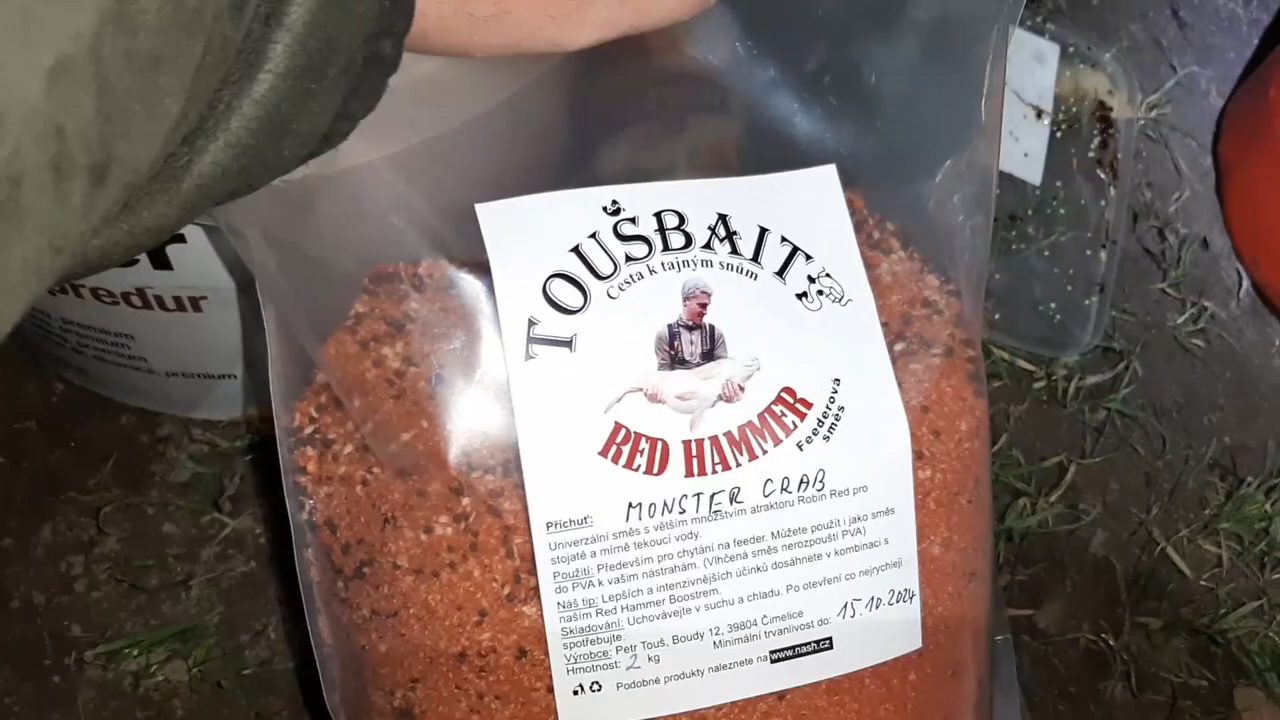 TOUŠBAITS
Cesta k tajným snům
RED HAMMER
Feederová
směs
Příchuť: MONSTER CRAB
Univerzální směs s větším množstvím atraktoru Robin Red pro
stojaté a mírně tekoucí vody.
Použití: Především pro chytání na feeder. Můžete použít i jako směs
do PVA k vašim nástrahám. (Vlhčená směs nerozpouští PVA)
Náš tip: Lepších a intenzivnějších účinků dosáhnete v kombinaci s
naším Red Hammer Boostrem.
Skladování: Uchovávejte v suchu a chladu. Po otevření co nejrychleji
spotřebujte.
Výrobce: Petr Touš, Boudy 12, 39804 Čimelice
Hmotnost: 2 kg Minimální trvanlivost do: 15.10.2024
Podobné produkty naleznete na www.nash.cz
premium
premium
premium